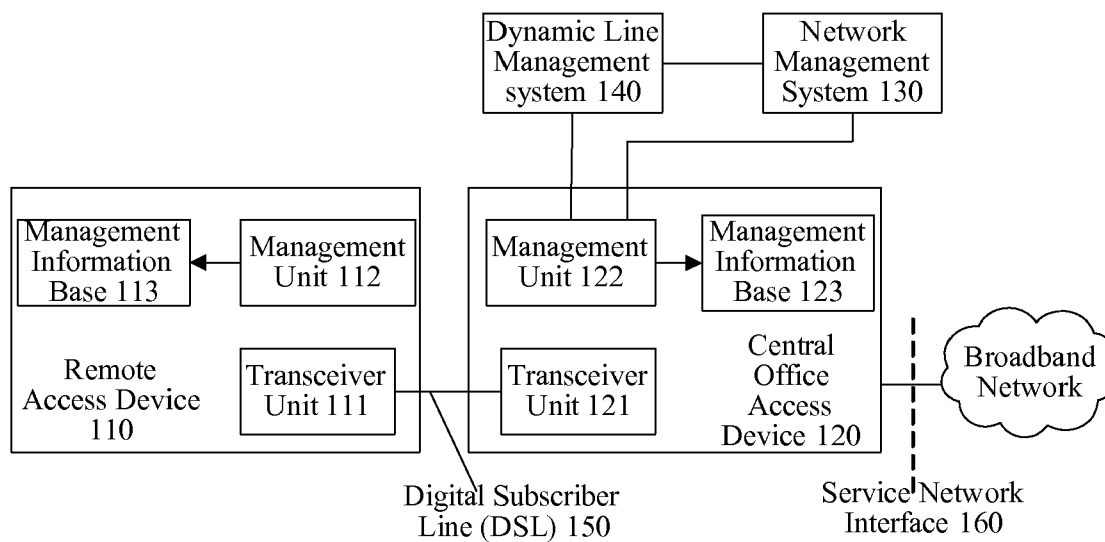 Dynamic Line
Management
system 140
Network
Management
System 130
Management
Information
Base 113
Management
Unit 112
Management
Unit 122
Management
Information
Base 123
Remote
Access Device
110
Transceiver
Unit 111
Transceiver
Unit 121
Central
Office
Access
Device 120
Broadband
Network
Digital Subscriber
Line (DSL) 150
Service Network
Interface 160